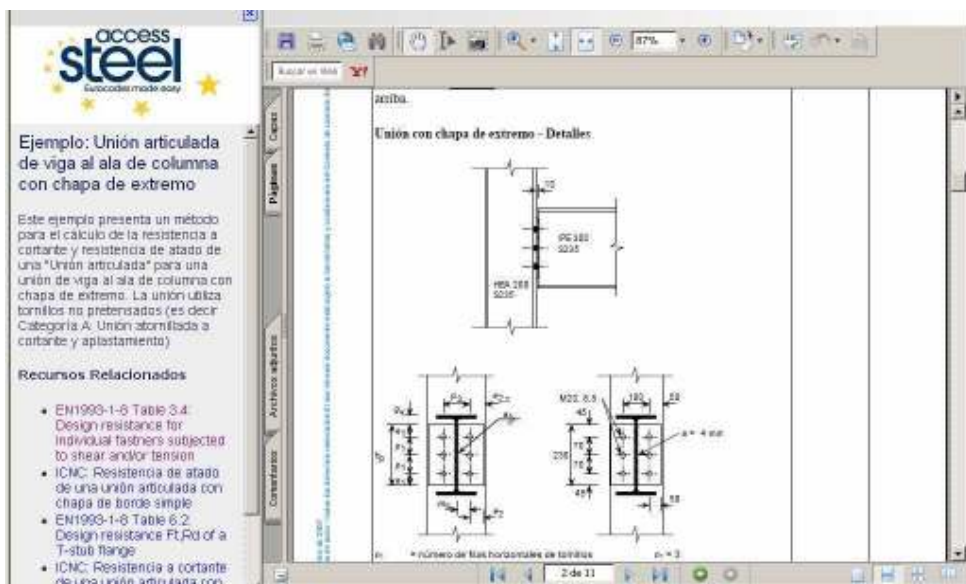 access
steel
Eurocodes made easy
Ejemplo: Unión articulada
de viga al ala de columna
con chapa de extremo
Este ejemplo presenta un método
para el cálculo de la resistencia a
cortante y resistencia de atado de
una "Unión articulada" para una
unión de viga al ala de columna con
chapa de extremo. La unión utiliza
tornillos no pretensados (es decir
Categoría A: Unión atornillada a
cortante y aplastamiento)
Recursos Relacionados
EN1993-1-8 Table 3.4:
Design resistance for
individual fastners subjected
to shear and/or tension
ICNC: Resistencia de atado
de una unión articulada con
chapa de borde simple
EN1993-1-8 Table 6.2:
Design resistance Ft,Rd of a
T-stub flange
ICNC: Resistencia a cortante
de una unión articulada con
87%
Buscar en Web
Y!
Capas
Páginas
Archivos adjuntos
Comentarios
arriba.
Unión con chapa de extremo – Detalles
10
S235
HEA 200
S235
M20, 8.8
100
50
45
70
70
45
a = 4 mm
50
= número de filas horizontales de tornillos
= 3
2 de 11